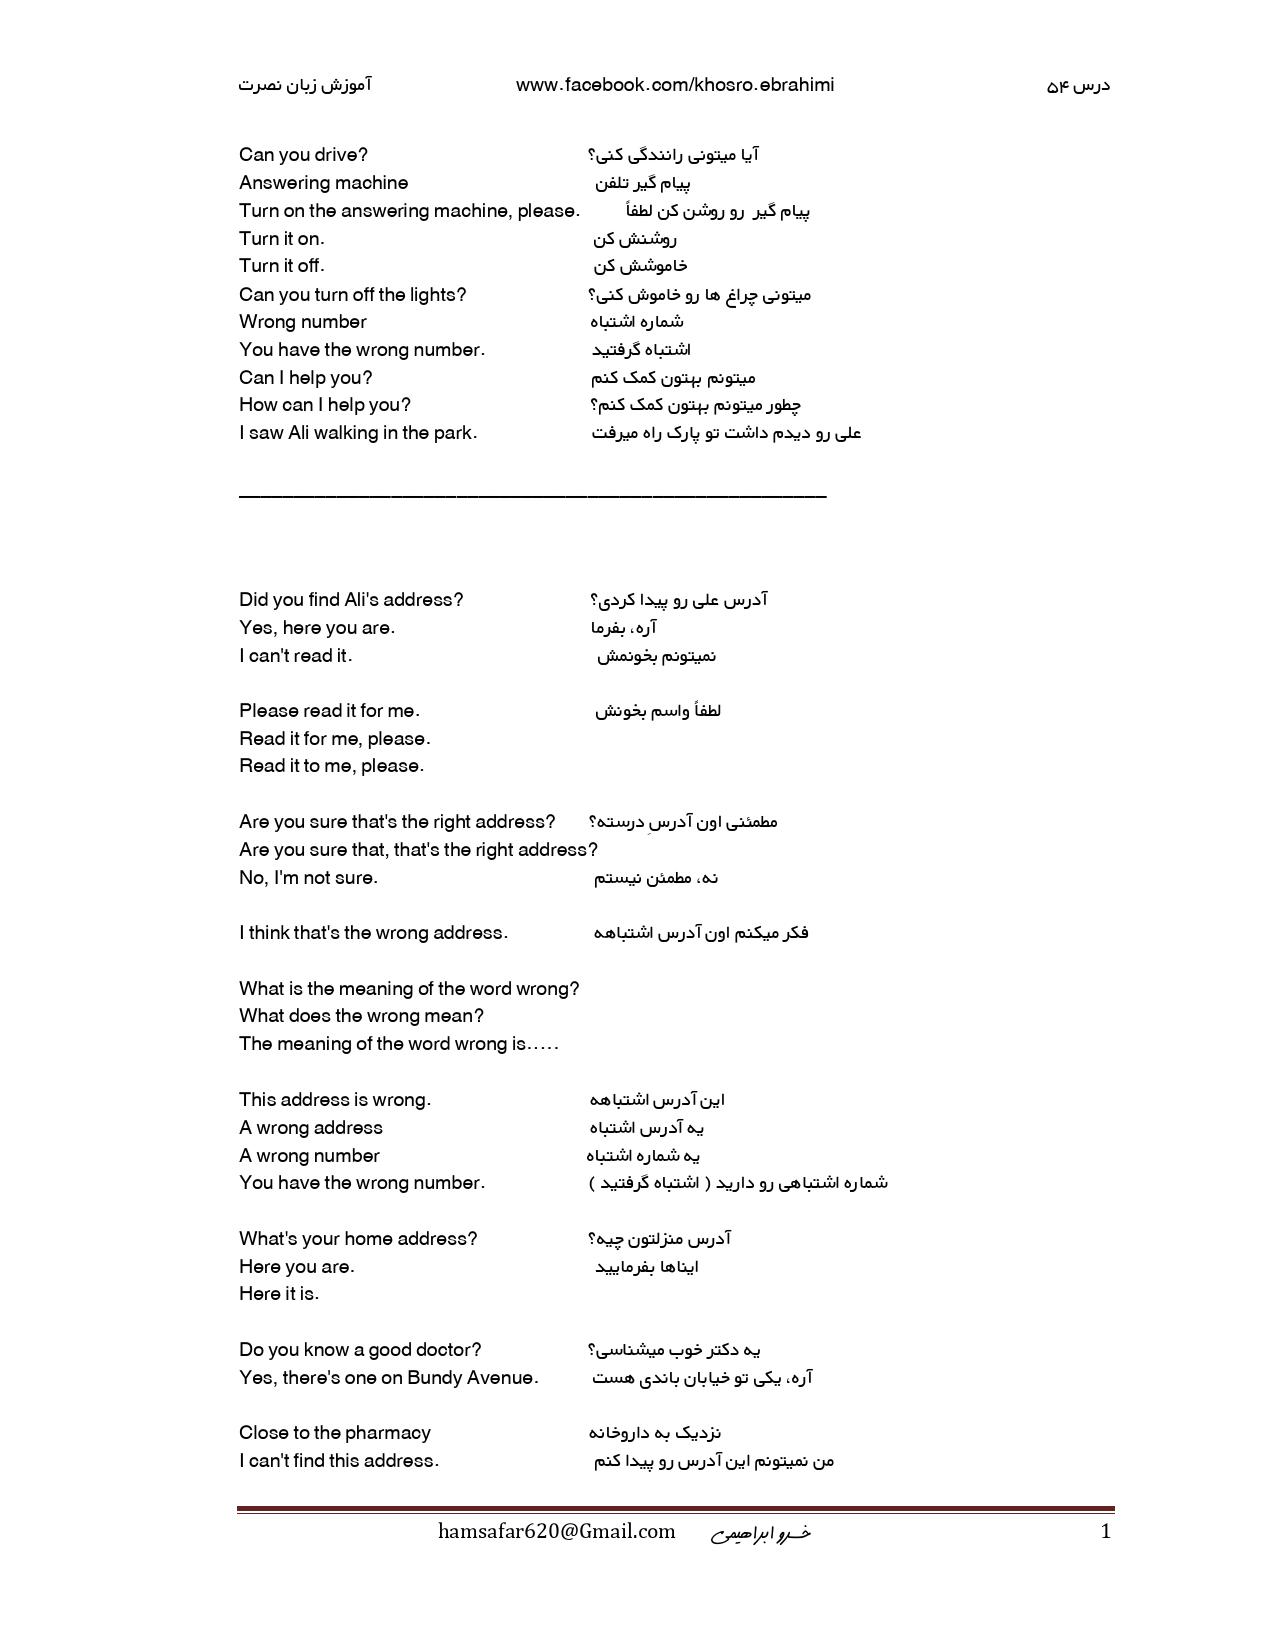 آموزش زبان نصرت www.facebook.com/khosro.ebrahimi درس ۵۴
Can you drive? آیا میتونی رانندگی کنی؟
Answering machine پیام گیر تلفن
Turn on the answering machine, please. پیام گیر رو روشن کن لطفاً
Turn it on. روشنش کن
Turn it off. خاموشش کن
Can you turn off the lights? میتونی چراغ ها رو خاموش کنی؟
Wrong number شماره اشتباه
You have the wrong number. اشتباه گرفتید
Can I help you? میتونم بهتون کمک کنم
How can I help you? چطور میتونم بهتون کمک کنم؟
I saw Ali walking in the park. علی رو دیدم داشت تو پارک راه میرفت
Did you find Ali's address? آدرس علی رو پیدا کردی؟
Yes, here you are. آره، بفرما
I can't read it. نمیتونم بخونمش
Please read it for me. لطفاً واسم بخونش
Read it for me, please.
Read it to me, please.
Are you sure that's the right address? مطمئنی اون آدرسِ درسته؟
Are you sure that, that's the right address?
No, I'm not sure. نه، مطمئن نیستم
I think that's the wrong address. فکر میکنم اون آدرس اشتباهه
What is the meaning of the word wrong?
What does the wrong mean?
The meaning of the word wrong is.....
This address is wrong. این آدرس اشتباهه
A wrong address یه آدرس اشتباه
A wrong number یه شماره اشتباه
You have the wrong number. شماره اشتباهی رو دارید ( اشتباه گرفتید )
What's your home address? آدرس منزلتون چیه؟
Here you are. ایناها بفرمایید
Here it is.
Do you know a good doctor? یه دکتر خوب میشناسی؟
Yes, there's one on Bundy Avenue. آره، یکی تو خیابان باندی هست
Close to the pharmacy نزدیک به داروخانه
I can't find this address. من نمیتونم این آدرس رو پیدا کنم
hamsafar620@Gmail.com خسرو ابراهیمی 1